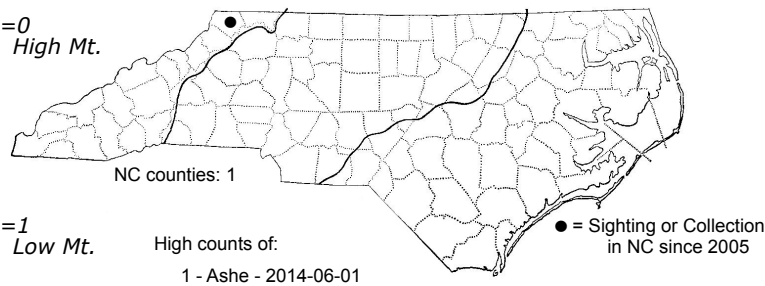 =0
High Mt.
NC counties: 1
=1
Low Mt.
High counts of:
1 - Ashe - 2014-06-01
● = Sighting or Collection
in NC since 2005